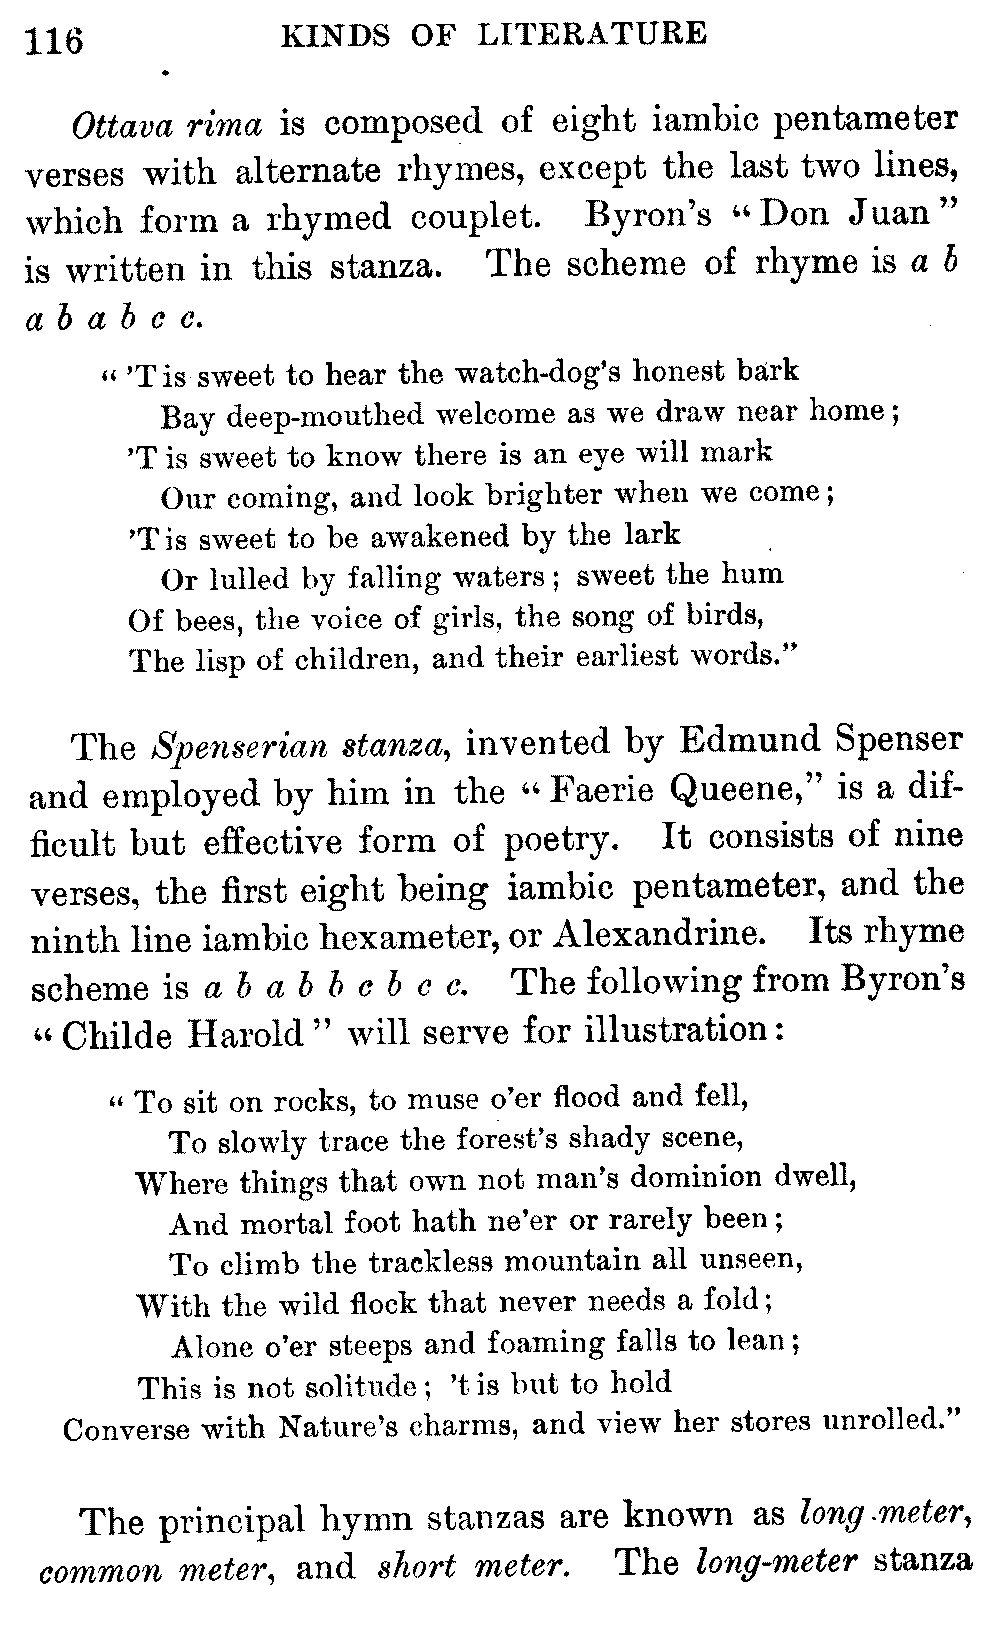 116 KINDS OF LITERATURE
Ottava rima is composed of eight iambic pentameter
verses with alternate rhymes, except the last two lines,
which form a rhymed couplet. Byron's "Don Juan"
is written in this stanza. The scheme of rhyme is a b
a b a b c c.
"'T is sweet to hear the watch-dog's honest bark
Bay deep-mouthed welcome as we draw near home;
'T is sweet to know there is an eye will mark
Our coming, and look brighter when we come;
'T is sweet to be awakened by the lark
Or lulled by falling waters; sweet the hum
Of bees, the voice of girls, the song of birds,
The lisp of children, and their earliest words."
The Spenserian stanza, invented by Edmund Spenser
and employed by him in the "Faerie Queene," is a dif-
ficult but effective form of poetry. It consists of nine
verses, the first eight being iambic pentameter, and the
ninth line iambic hexameter, or Alexandrine. Its rhyme
scheme is a b a b b c b c c. The following from Byron's
"Childe Harold" will serve for illustration:
"To sit on rocks, to muse o'er flood and fell,
To slowly trace the forest's shady scene,
Where things that own not man's dominion dwell,
And mortal foot hath ne'er or rarely been;
To climb the trackless mountain all unseen,
With the wild flock that never needs a fold;
Alone o'er steeps and foaming falls to lean;
This is not solitude; 't is but to hold
Converse with Nature's charms, and view her stores unrolled."
The principal hymn stanzas are known as long meter,
common meter, and short meter. The long-meter stanza